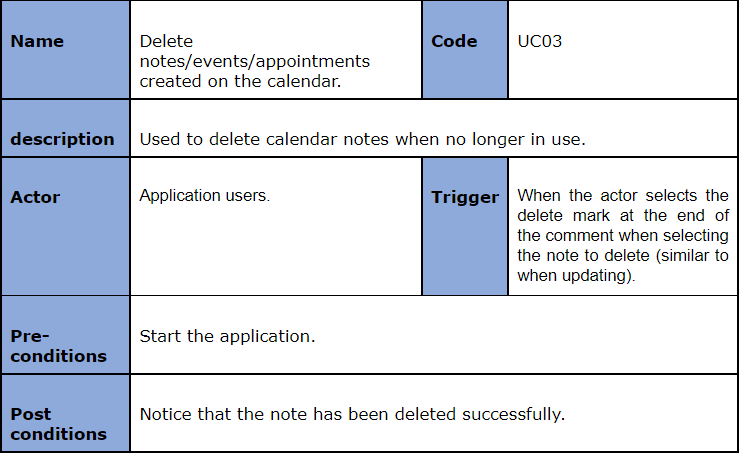 Name
Delete
notes/events/appointments
created on the calendar.
Code
UC03
description
Used to delete calendar notes when no longer in use.
Actor
Application users.
Trigger
When the actor selects the
delete mark at the end of
the comment when selecting
the note to delete (similar to
when updating).
Pre-
conditions
Start the application.
Post
conditions
Notice that the note has been deleted successfully.